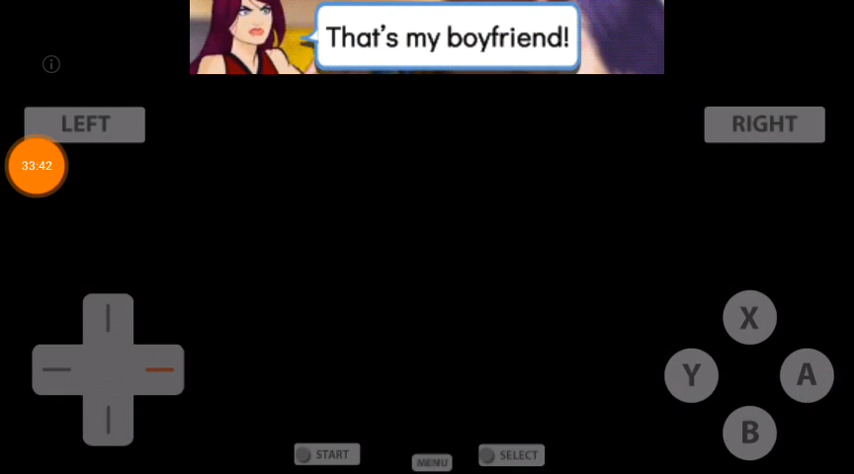 That's my boyfriend!
LEFT
RIGHT
33:42
X
Y
A
B
START
MENU
SELECT